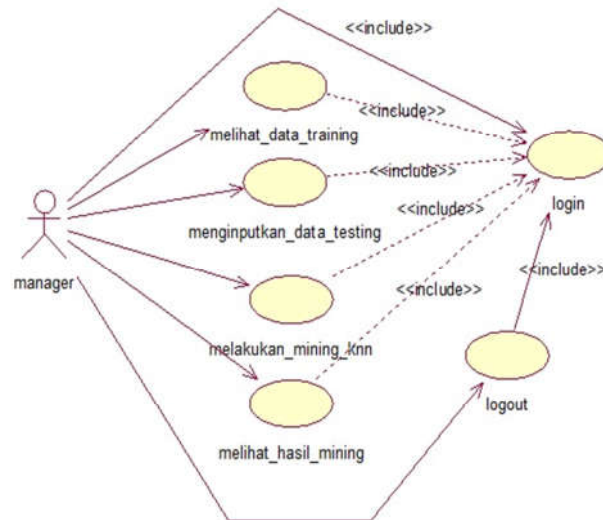 <<include>>
<<include>>
melihat_data_training
<<include>>
login
menginputkan_data_testing
<<include>>
manager
<<include>>
<<include>>
melakukan_mining_knn
logout
melihat_hasil_mining